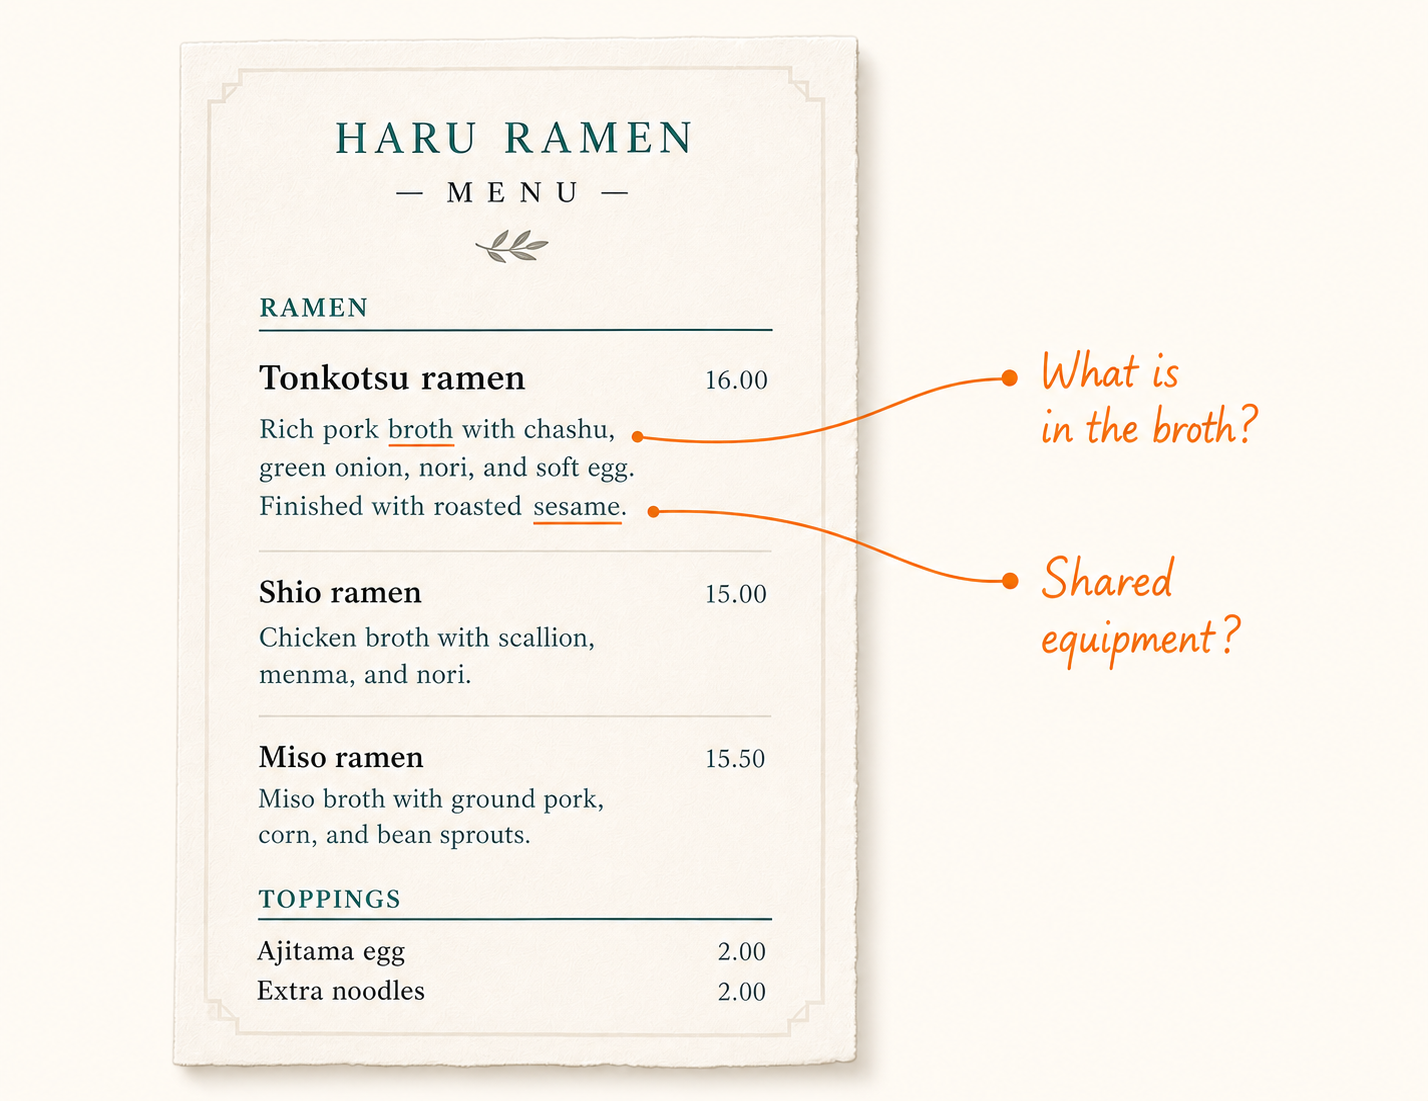 HARU RAMEN
— MENU —
RAMEN
Tonkotsu ramen 16.00
Rich pork broth with chashu,
green onion, nori, and soft egg.
Finished with roasted sesame.
Shio ramen 15.00
Chicken broth with scallion,
menma, and nori.
Miso ramen 15.50
Miso broth with ground pork,
corn, and bean sprouts.
TOPPINGS
Ajitama egg 2.00
Extra noodles 2.00
What is
in the broth?
Shared
equipment?